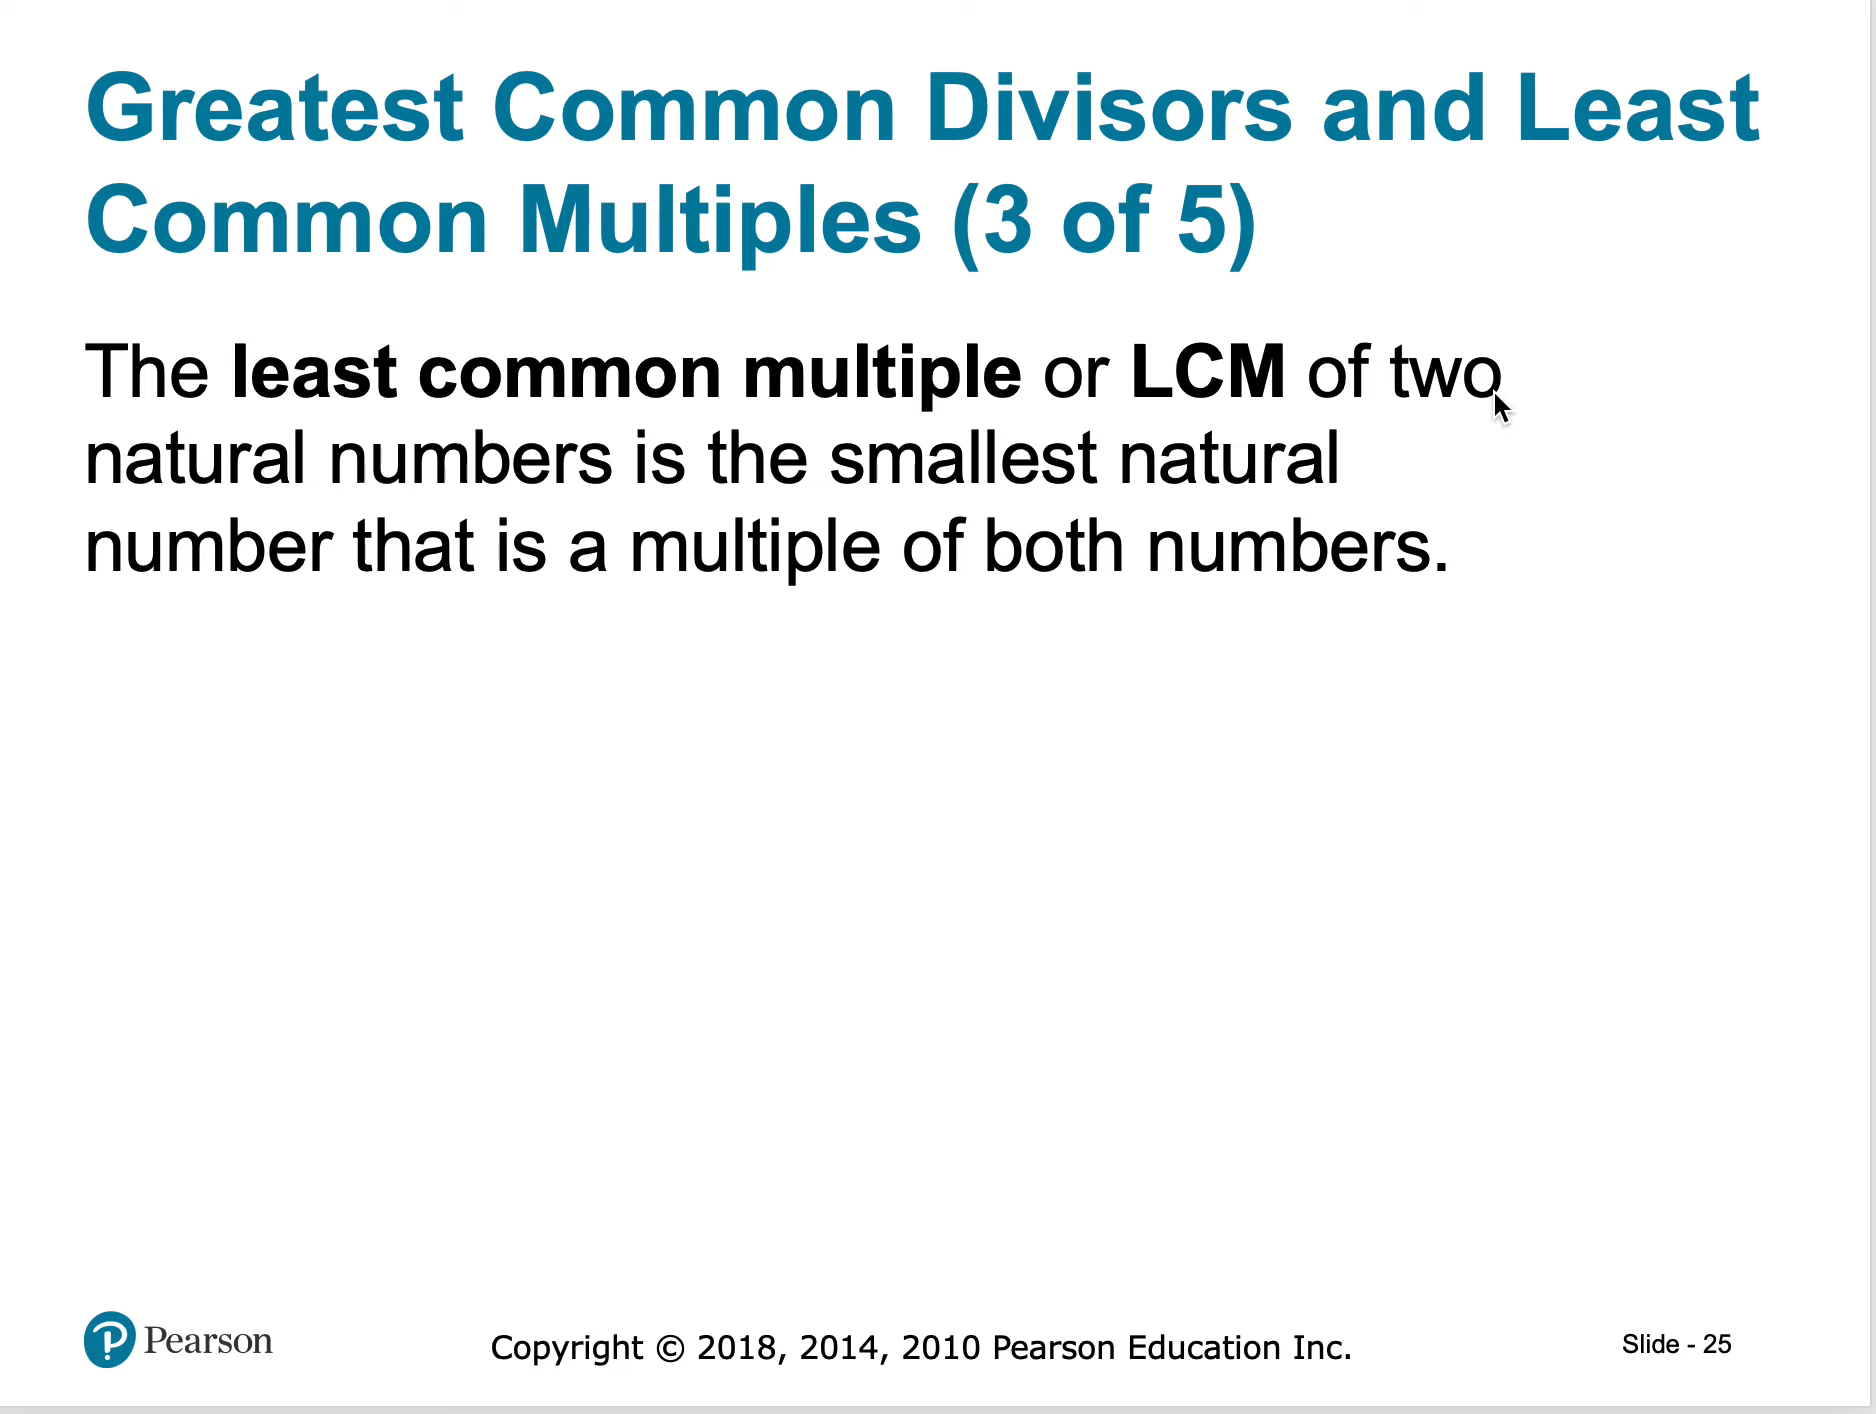 Greatest Common Divisors and Least
Common Multiples (3 of 5)
The least common multiple or LCM of two
natural numbers is the smallest natural
number that is a multiple of both numbers.
Pearson
Copyright © 2018, 2014, 2010 Pearson Education Inc.
Slide - 25